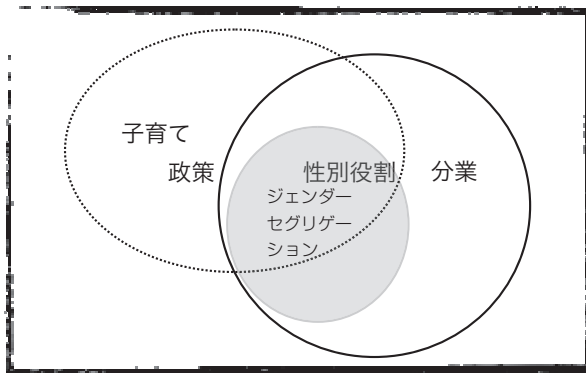 子育て
政策
性別役割
分業
ジェンダー
セグリゲー
ション